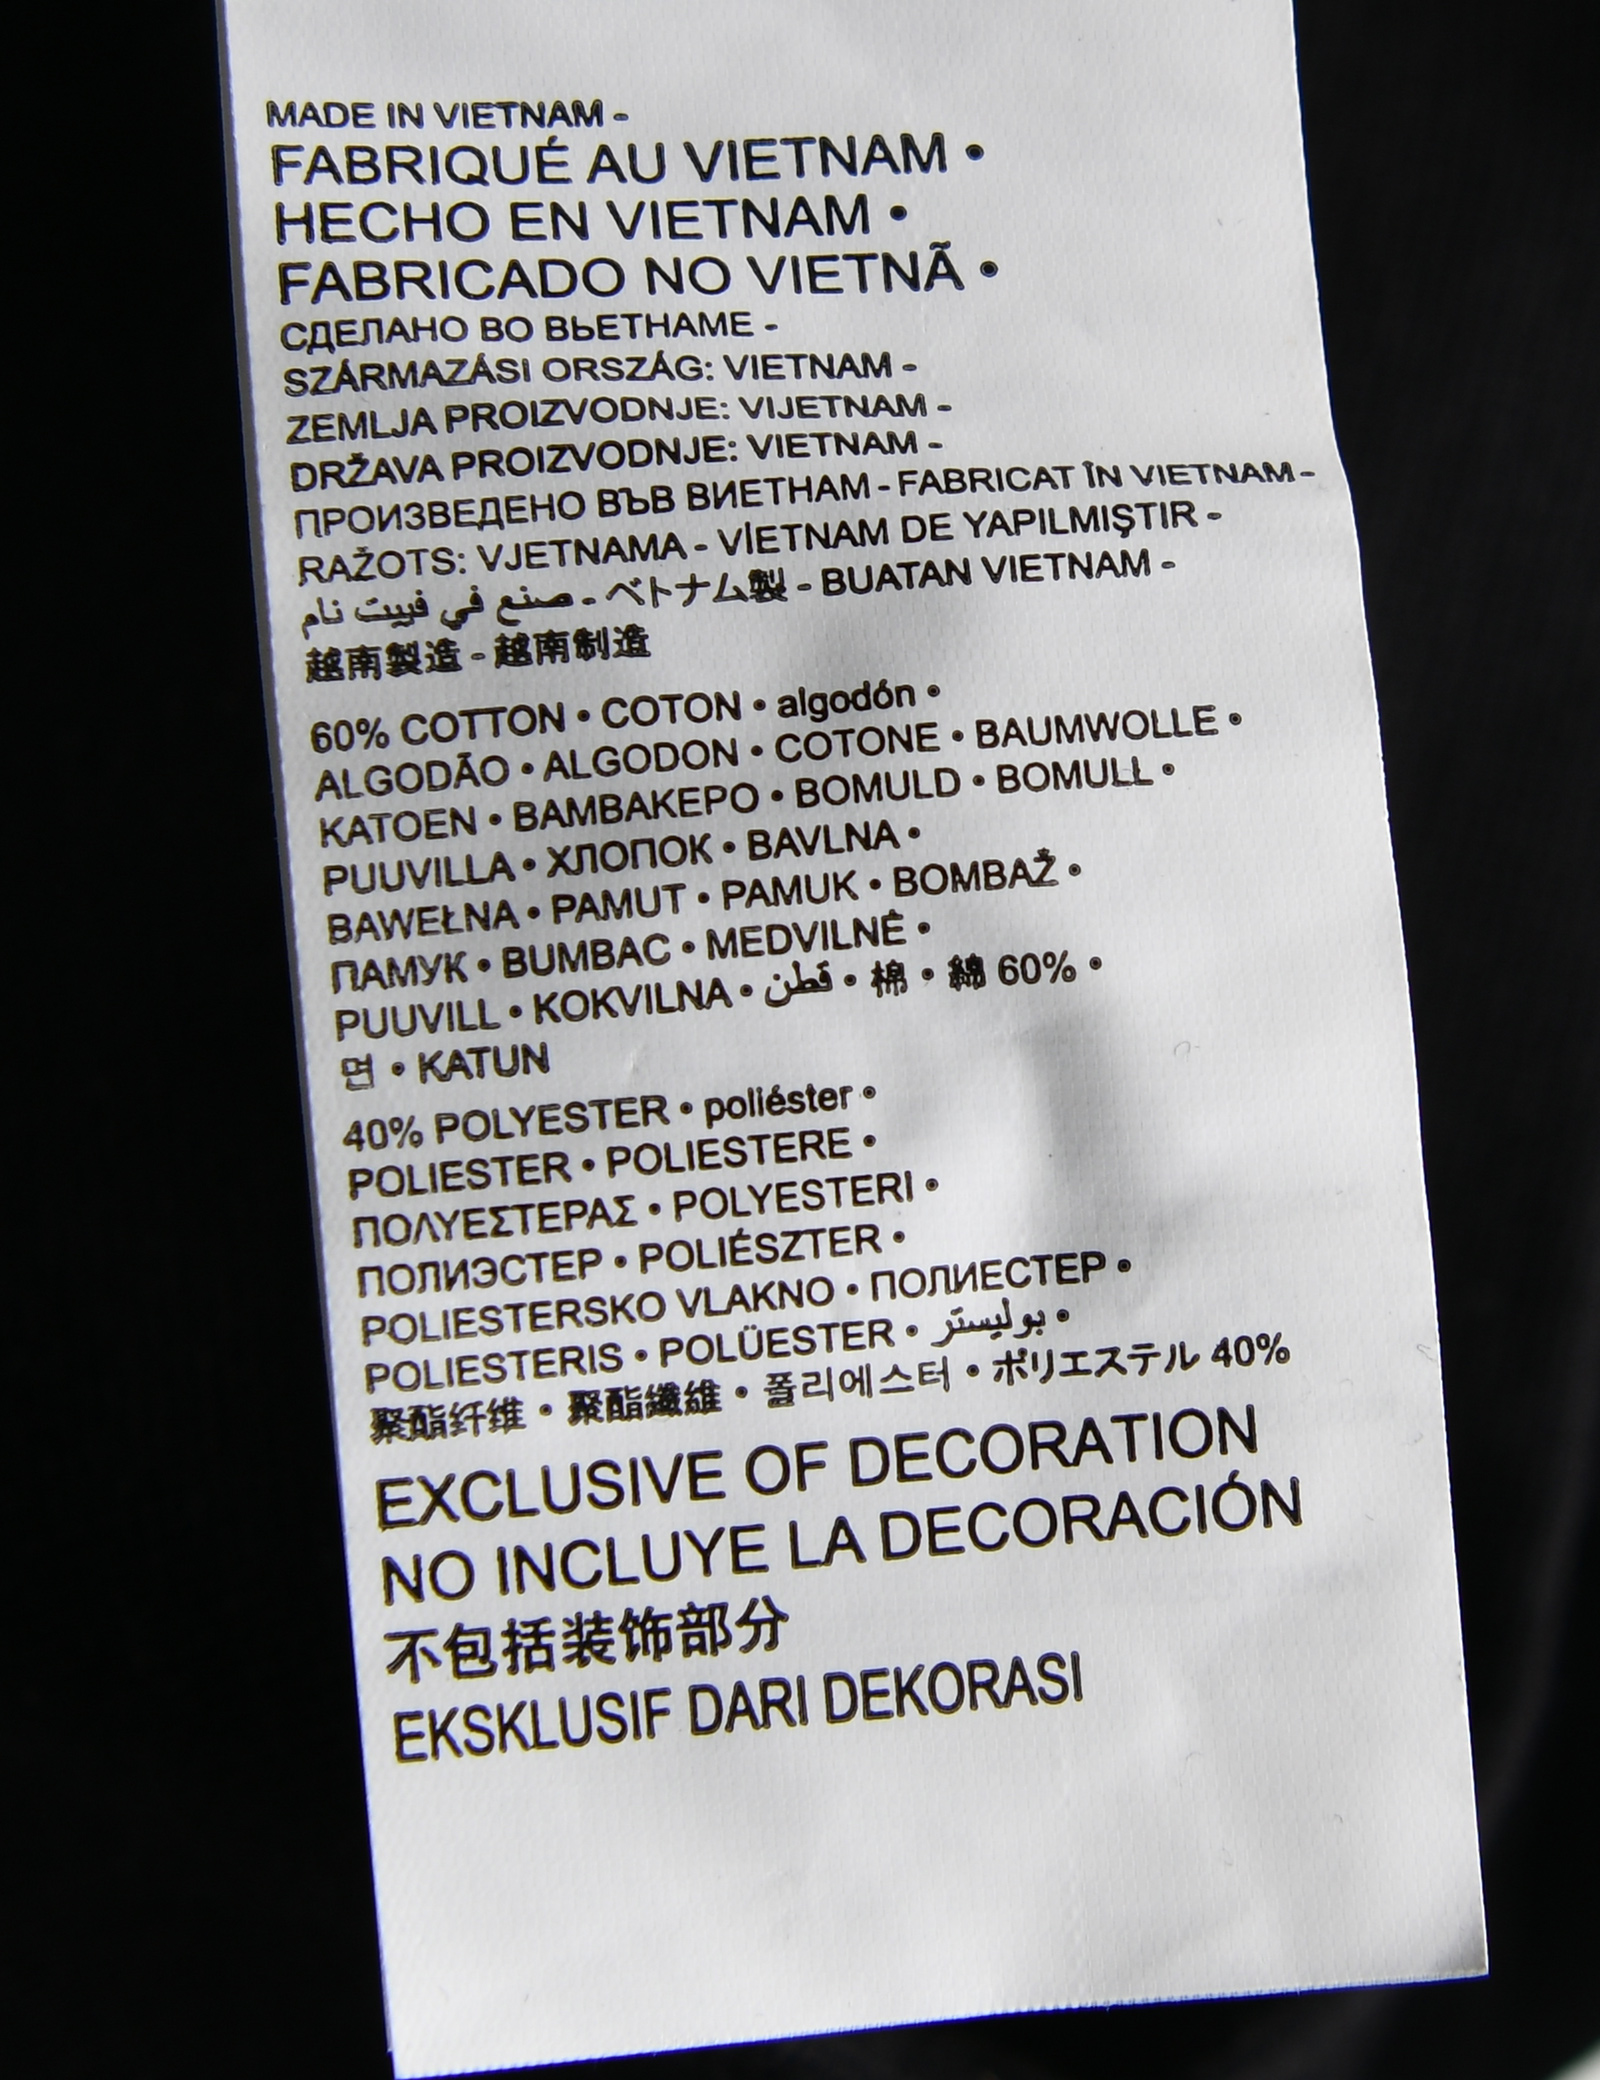 MADE IN VIETNAM -
FABRIQUÉ AU VIETNAM •
HECHO EN VIETNAM •
FABRICADO NO VIETNÃ •
СДЕЛАНО ВО ВЬЕТНАМЕ -
SZÁRMAZÁSI ORSZÁG: VIETNAM -
ZEMLJA PROIZVODNJE: VIJETNAM -
DRŽAVA PROIZVODNJE: VIETNAM -
ПРОИЗВЕДЕНО ВЪВ ВИЕТНАМ - FABRICAT ÎN VIETNAM -
RAŽOTS: VJETNAMA - VİETNAM DE YAPILMIŞTIR -
صنع في فييت نام - ベトナム製 - BUATAN VIETNAM -
越南製造 - 越南制造
60% COTTON • COTON • algodón •
ALGODÃO • ALGODON • COTONE • BAUMWOLLE •
KATOEN • ΒΑΜΒΑΚΕΡΟ • BOMULD • BOMULL •
PUUVILLA • ХЛОПОК • BAVLNA •
BAWEŁNA • PAMUT • PAMUK • BOMBAŽ •
ПАМУК • BUMBAC • MEDVILNĖ •
PUUVILL • KOKVILNA • قطن • 棉 • 綿 60% •
면 • KATUN
40% POLYESTER • poliéster •
POLIESTER • POLIESTERE •
ΠΟΛΥΕΣΤΕΡΑΣ • POLYESTERI •
ПОЛИЭСТЕР • POLIÉSZTER •
POLIESTERSKO VLAKNO • ПОЛИЕСТЕР •
POLIESTERIS • POLÜESTER • بوليستر •
聚酯纤维 • 聚酯纖維 • 폴리에스터 • ポリエステル 40%
EXCLUSIVE OF DECORATION
NO INCLUYE LA DECORACIÓN
不包括装饰部分
EKSKLUSIF DARI DEKORASI